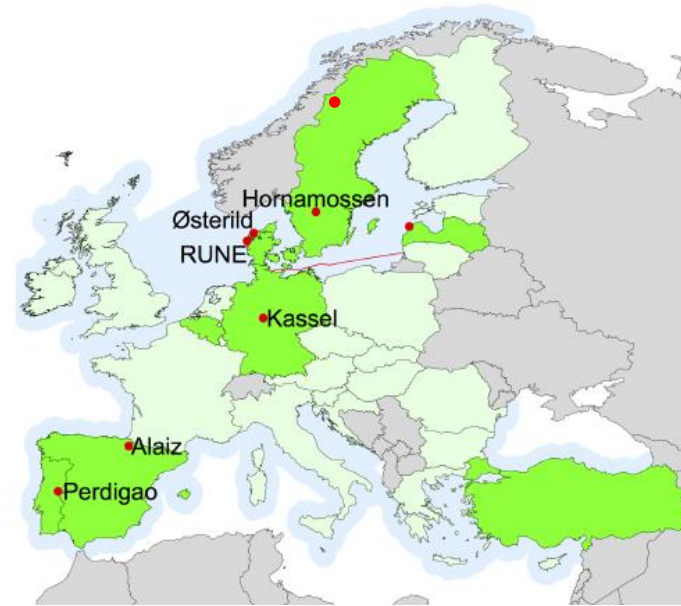 Hornamossen
Østerild
RUNE
Kassel
Alaiz
Perdigao